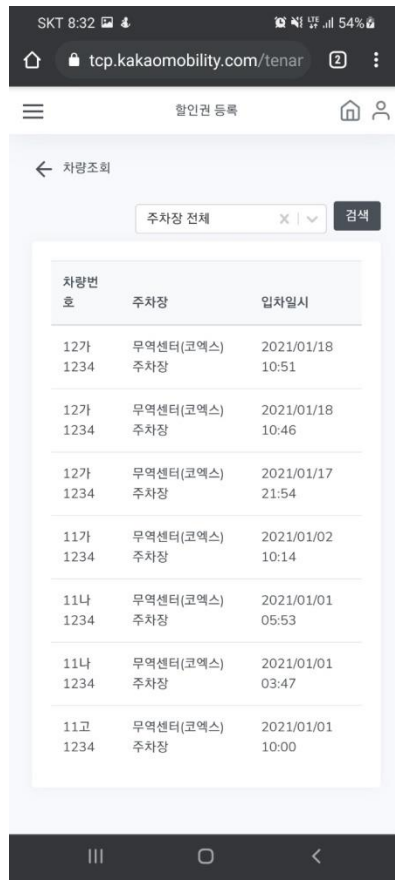 SKT 8:32 54%
tcp.kakaomobility.com/tenar 2
할인권 등록
차량조회
주차장 전체 검색
차량번
호 주차장 입차일시
12가 무역센터(코엑스) 2021/01/18
1234 주차장 10:51
12가 무역센터(코엑스) 2021/01/18
1234 주차장 10:46
12가 무역센터(코엑스) 2021/01/17
1234 주차장 21:54
11가 무역센터(코엑스) 2021/01/02
1234 주차장 10:14
11나 무역센터(코엑스) 2021/01/01
1234 주차장 05:53
11나 무역센터(코엑스) 2021/01/01
1234 주차장 03:47
11고 무역센터(코엑스) 2021/01/01
1234 주차장 10:00